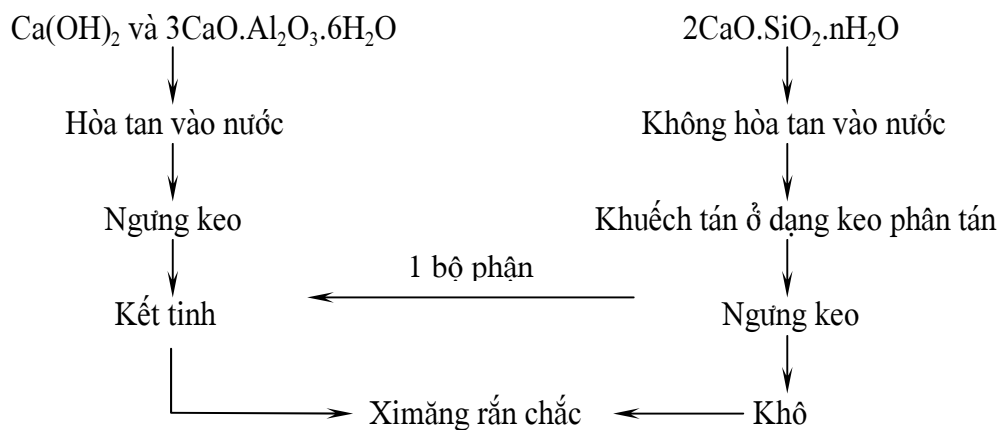 Ca(OH)₂ và 3CaO.Al₂O₃.6H₂O
2CaO.SiO₂.nH₂O
Hòa tan vào nước
Không hòa tan vào nước
Ngưng keo
Khuếch tán ở dạng keo phân tán
1 bộ phận
Kết tinh
Ngưng keo
Ximăng rắn chắc
Khô